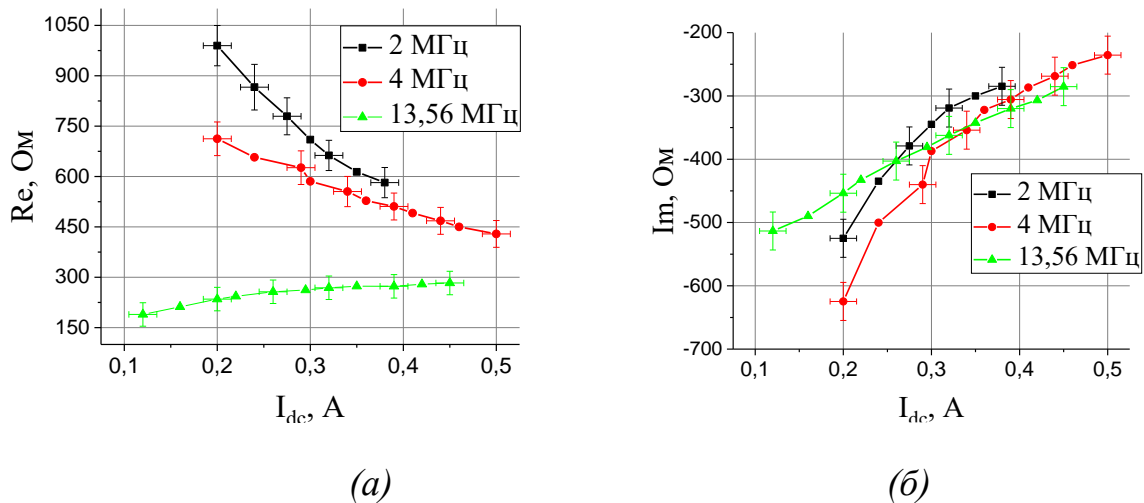 1050
900
750
600
450
300
150
Re, Ом
2 МГц
4 МГц
13,56 МГц
0,1 0,2 0,3 0,4 0,5
I_dc, А
(а)
-200
-300
-400
-500
-600
-700
Im, Ом
2 МГц
4 МГц
13,56 МГц
0,1 0,2 0,3 0,4 0,5
I_dc, А
(б)